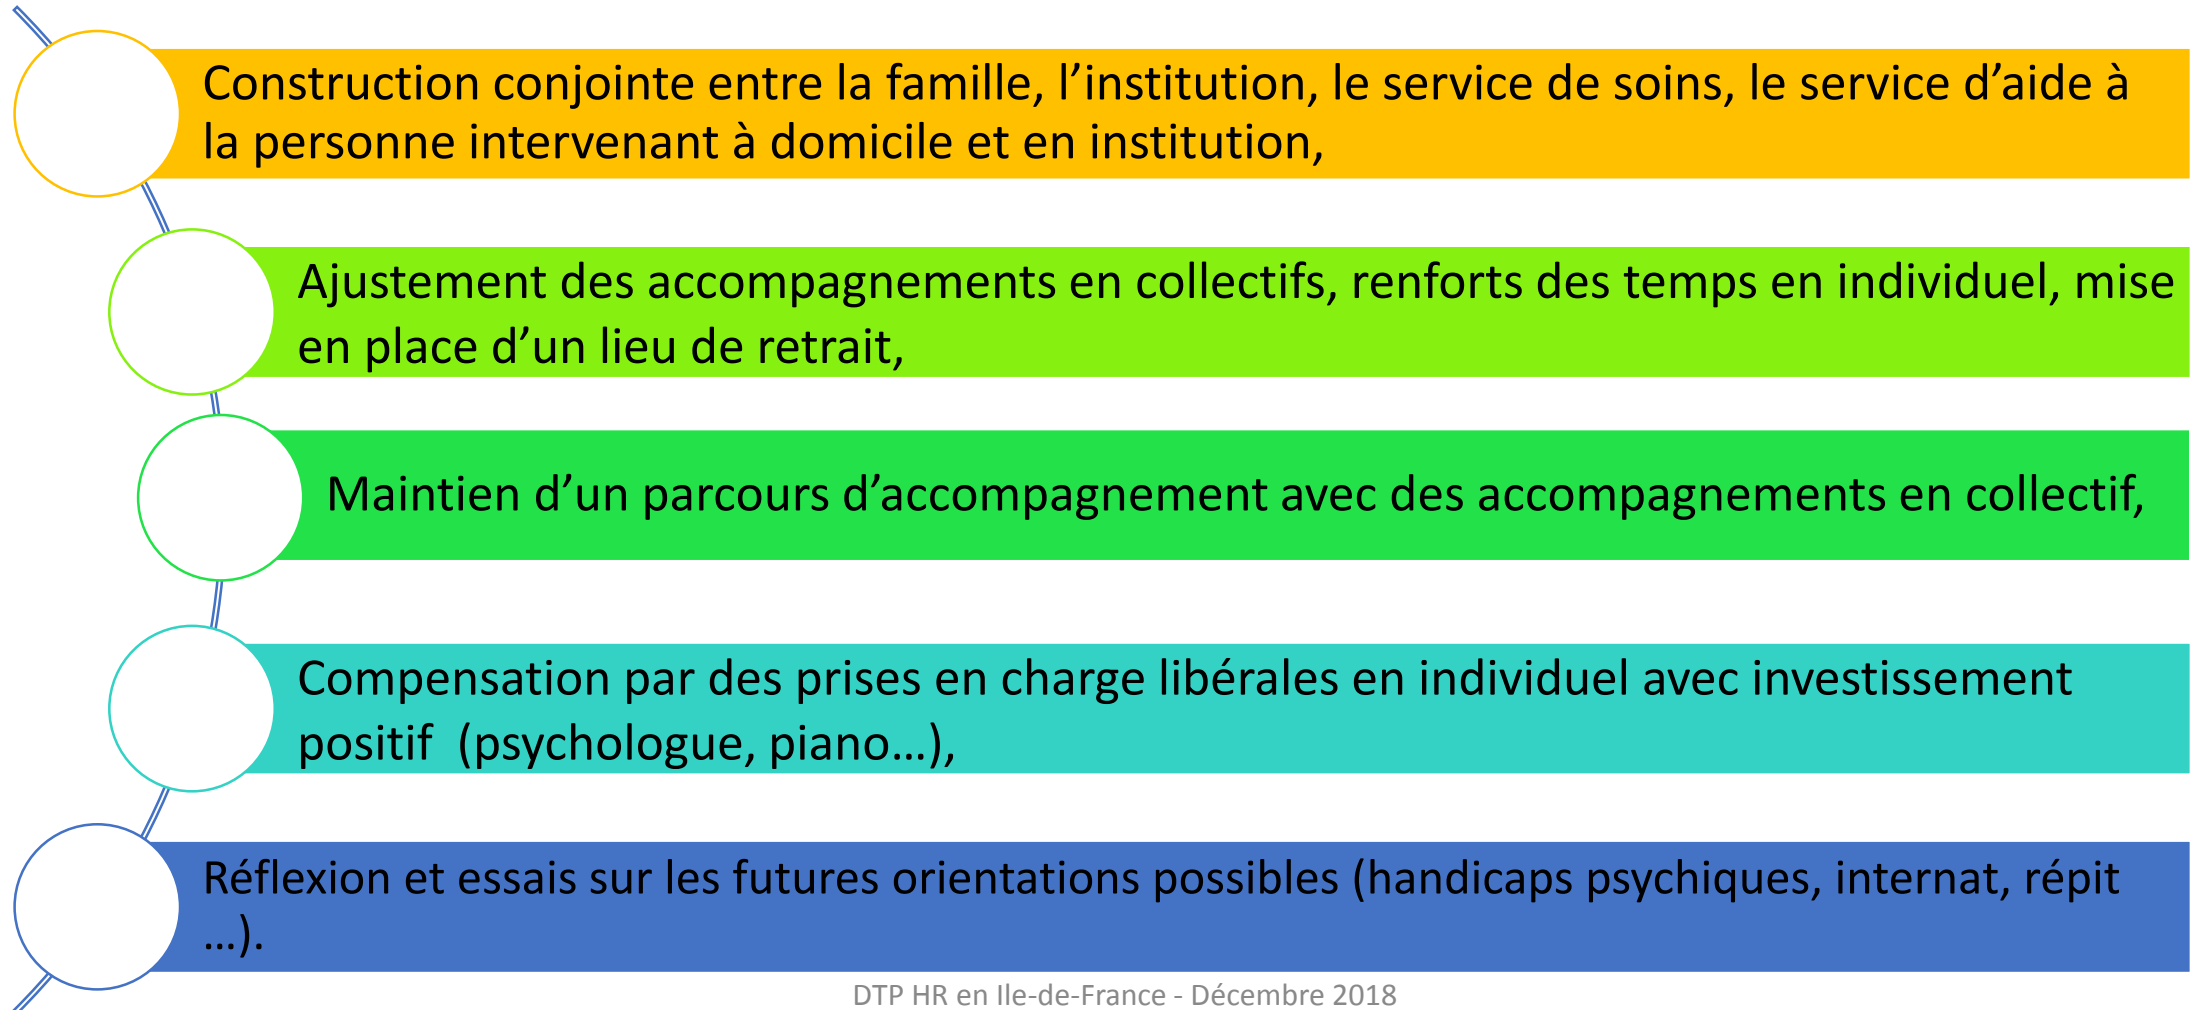 Construction conjointe entre la famille, l’institution, le service de soins, le service d’aide à
la personne intervenant à domicile et en institution,
Ajustement des accompagnements en collectifs, renforts des temps en individuel, mise
en place d’un lieu de retrait,
Maintien d’un parcours d’accompagnement avec des accompagnements en collectif,
Compensation par des prises en charge libérales en individuel avec investissement
positif  (psychologue, piano…),
Réflexion et essais sur les futures orientations possibles (handicaps psychiques, internat, répit
…).
DTP HR en Ile-de-France - Décembre 2018